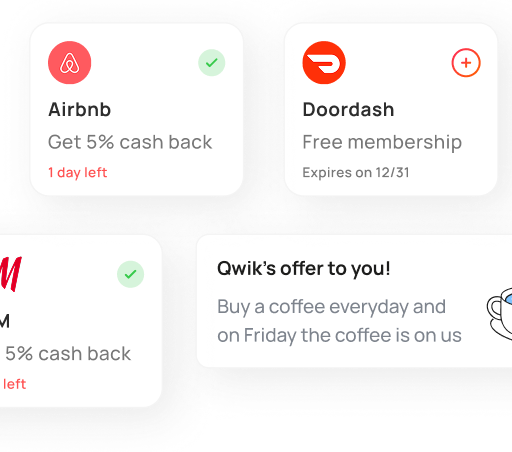 Airbnb
Get 5% cash back
1 day left
Doordash
Free membership
Expires on 12/31
M
5% cash back
left
Qwik's offer to you!
Buy a coffee everyday and
on Friday the coffee is on us